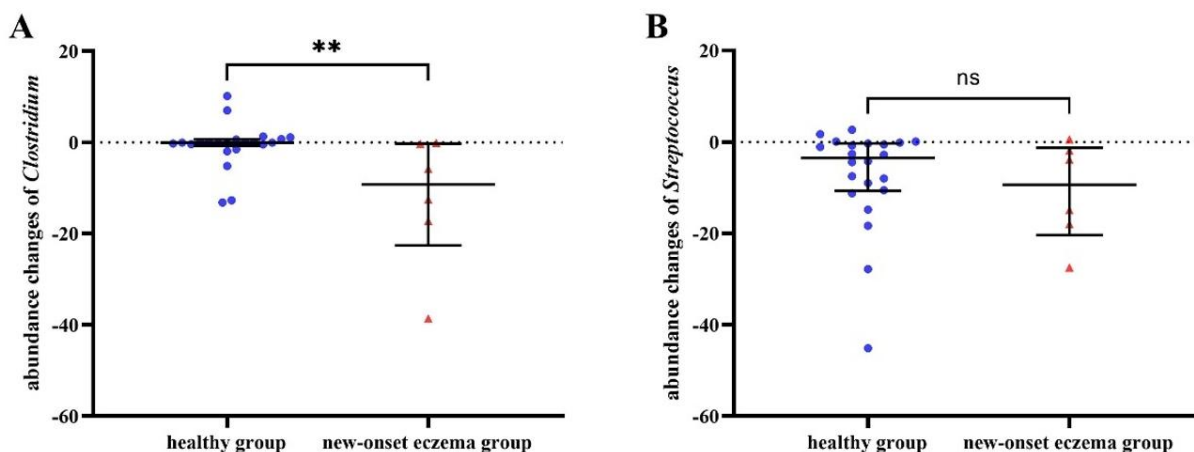 A
abundance changes of Clostridium
20
0
-20
-40
-60
**
healthy group
new-onset eczema group
B
abundance changes of Streptococcus
20
0
-20
-40
-60
ns
healthy group
new-onset eczema group